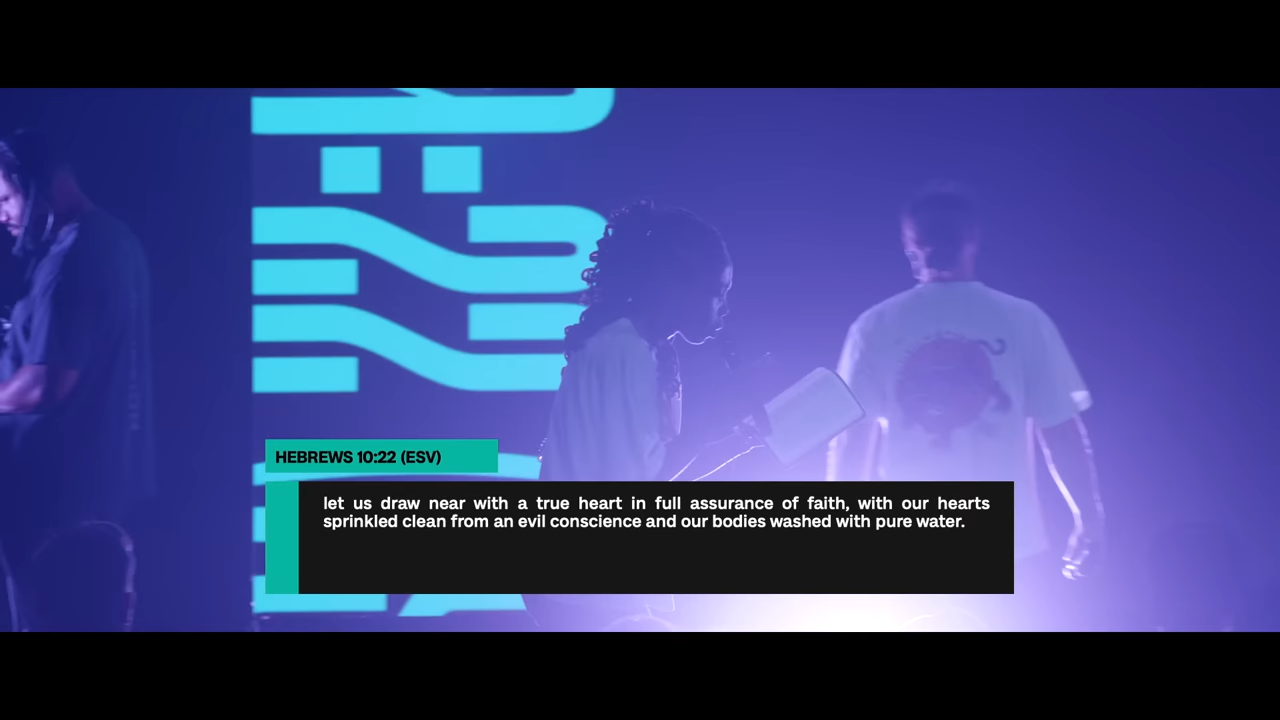 HEBREWS 10:22 (ESV)
let us draw near with a true heart in full assurance of faith, with our hearts
sprinkled clean from an evil conscience and our bodies washed with pure water.